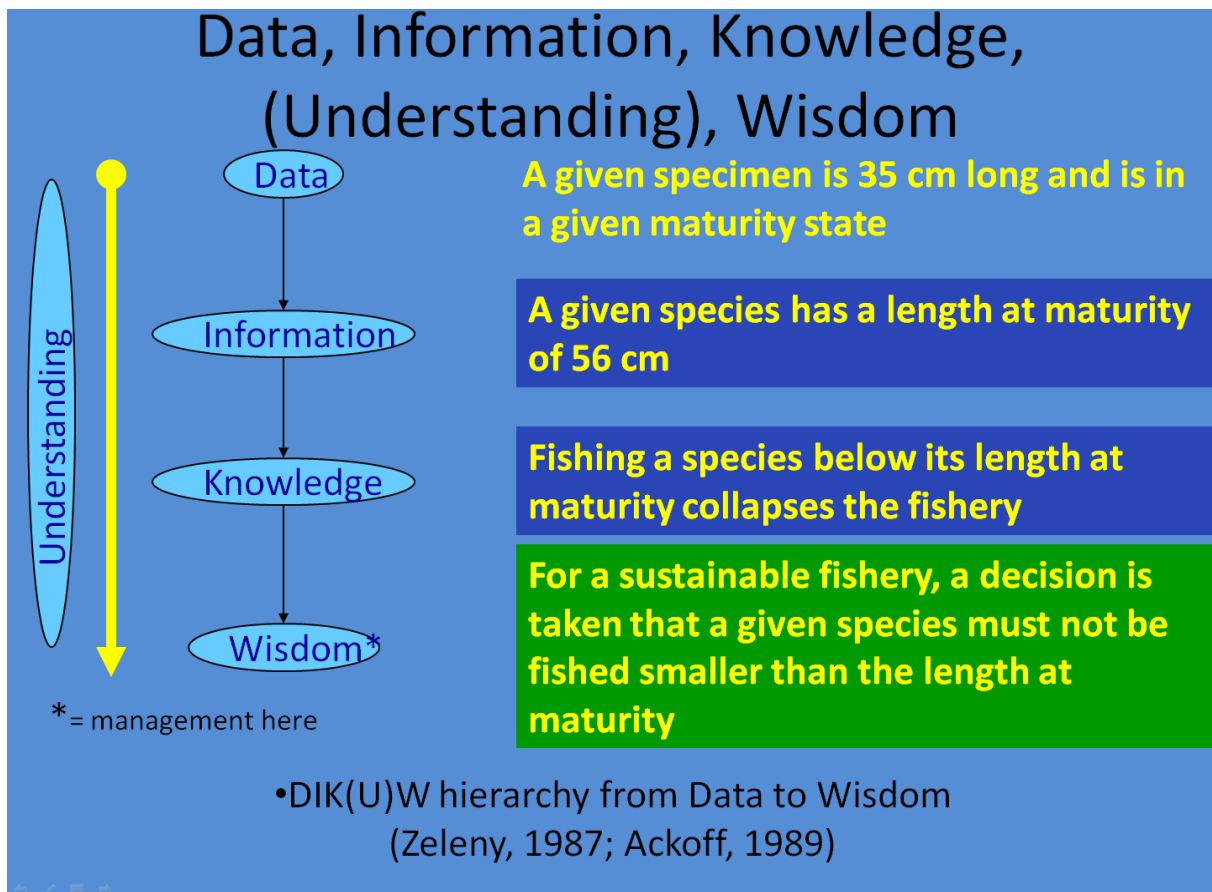 Data, Information, Knowledge,
(Understanding), Wisdom
Understanding
Data
A given specimen is 35 cm long and is in
a given maturity state
Information
A given species has a length at maturity
of 56 cm
Knowledge
Fishing a species below its length at
maturity collapses the fishery
Wisdom*
For a sustainable fishery, a decision is
taken that a given species must not be
fished smaller than the length at
maturity
*= management here
•DIK(U)W hierarchy from Data to Wisdom
(Zeleny, 1987; Ackoff, 1989)